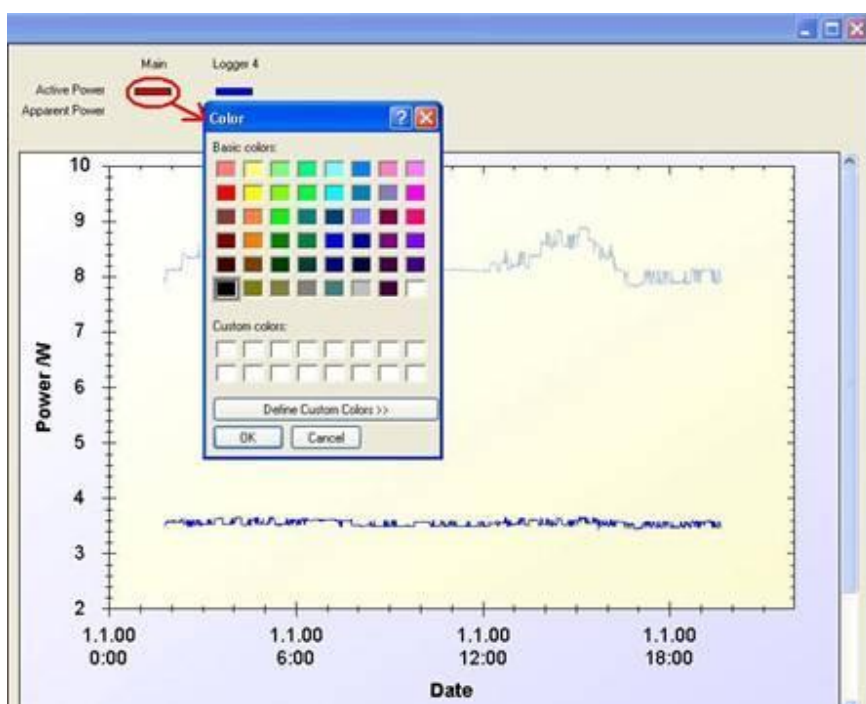 Main Logger 4
Active Power
Apparent Power
Color
Basic colors:
Custom colors:
Define Custom Colors >>
OK Cancel
Power /W
10
9
8
7
6
5
4
3
2
1.1.00 1.1.00 1.1.00 1.1.00
0:00 6:00 12:00 18:00
Date